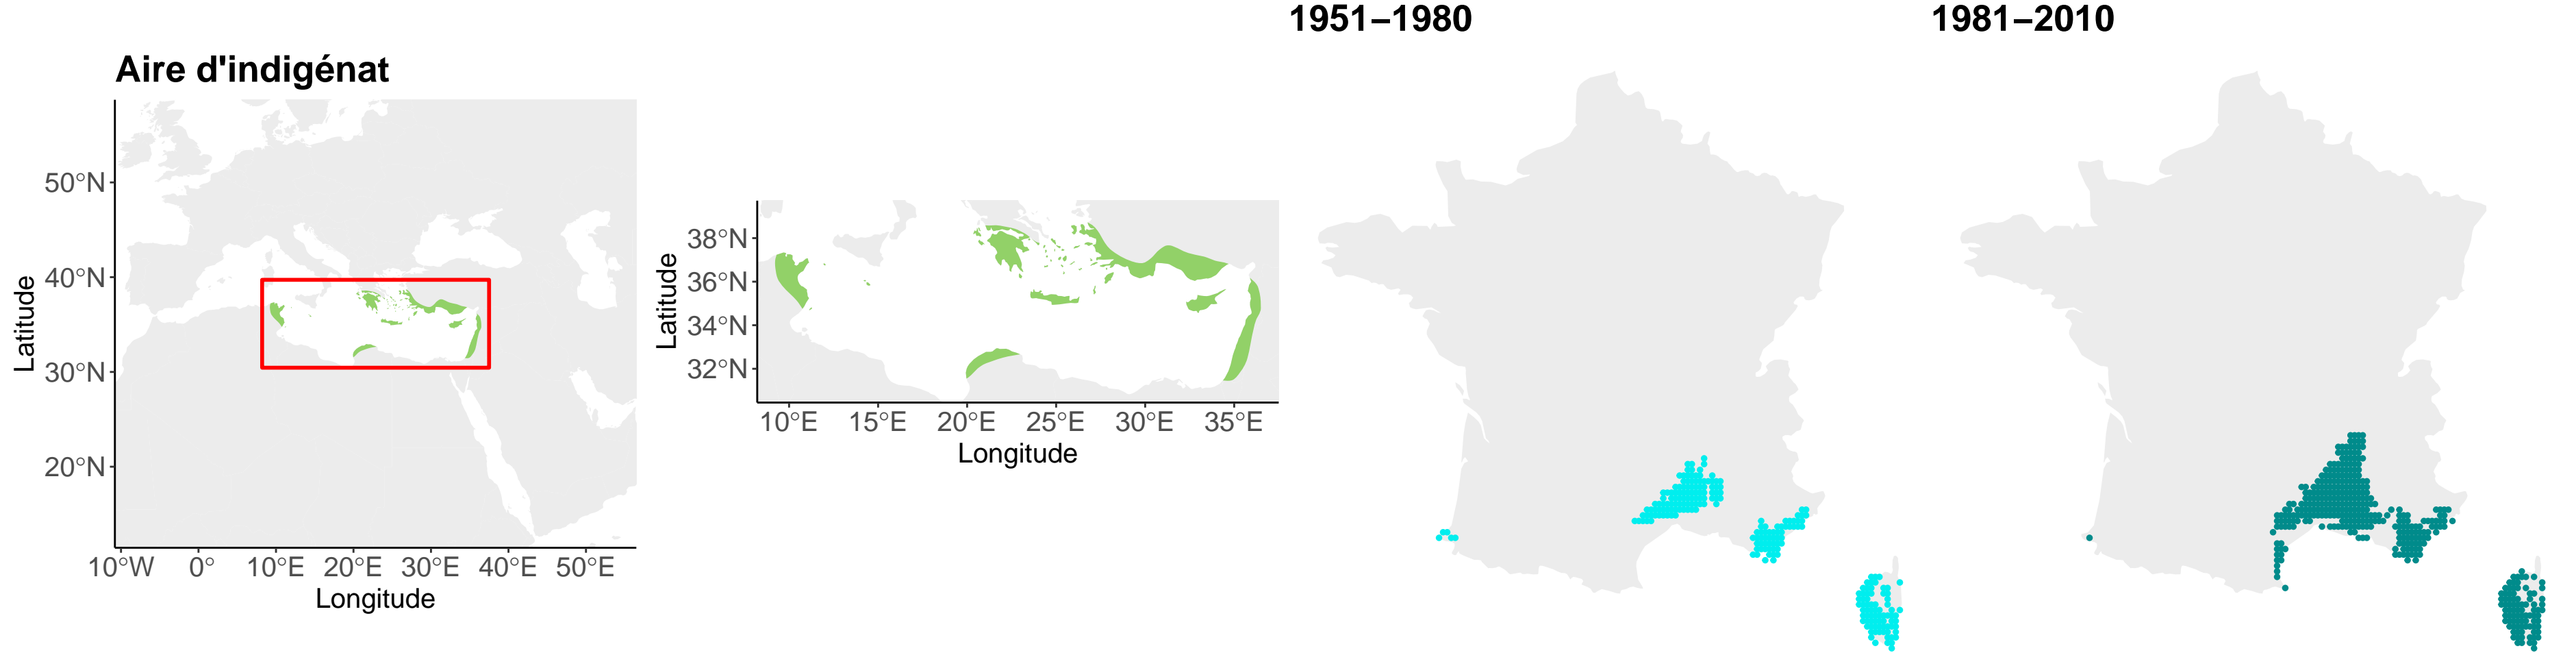 1951–1980
1981–2010
Aire d'indigénat
50°N
40°N
30°N
20°N
Latitude
10°W 0° 10°E 20°E 30°E 40°E 50°E
Longitude
38°N
36°N
34°N
32°N
Latitude
10°E 15°E 20°E 25°E 30°E 35°E
Longitude